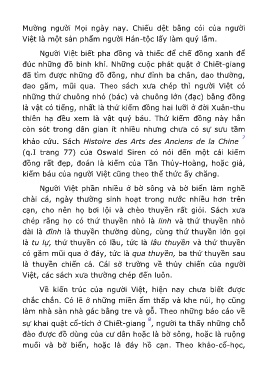 Mường người Mọi ngày nay. Chiếu dệt bằng cói của người
Việt là một sản phẩm người Hán-tộc lấy làm quý lắm.
Người Việt biết pha đồng và thiếc để chế đồng xanh để
đúc những đồ binh khí. Những cuộc phát quật ở Chiết-giang
đã tìm được những đồ đồng, như đỉnh ba chân, dao thường,
dao găm, mũi qua. Theo sách xưa chép thì người Việt có
những thứ chuông nhỏ (bác) và chuông lớn (đạc) bằng đồng
là vật có tiếng, nhất là thứ kiếm đồng hai lưỡi ở đời Xuân-thu
thiên hạ đều xem là vật quý báu. Thứ kiếm đồng này hẳn
còn sót trong dân gian ít nhiều nhưng chưa có sự sưu tầm
khảo cứu. Sách Histoire des Arts des Anciens de la Chine 7
(q.I trang 77) của Oswald Siren có nói đến một cái kiếm
đồng rất đẹp, đoán là kiếm của Tần Thủy-Hoàng, hoặc giả,
kiếm báu của người Việt cũng theo thể thức ấy chăng.
Người Việt phần nhiều ở bờ sông và bờ biển làm nghề
chài cá, ngày thường sinh hoạt trong nước nhiều hơn trên
cạn, cho nên họ bơi lội và chèo thuyền rất giỏi. Sách xưa
chép rằng họ có thứ thuyền nhỏ là linh và thứ thuyền nhỏ
dài là đĩnh là thuyền thường dùng, cùng thứ thuyền lớn gọi
là tu lự, thứ thuyền có lầu, tức là lâu thuyền và thứ thuyền
có găm mũi qua ở đáy, tức là qua thuyền, ba thứ thuyền sau
là thuyền chiến cả. Cái sở trường về thủy chiến của người
Việt, các sách xưa thường chép đến luôn.
Về kiến trúc của người Việt, hiện nay chưa biết được
chắc chắn. Có lẽ ở những miền ẩm thấp và khe núi, họ cũng
làm nhà sàn nhà gác bằng tre và gỗ. Theo những báo cáo về
sự khai quật cổ-tích ở Chiết-giang 8, người ta thấy những chỗ
đào được đồ dùng của cư dân hoặc là bờ sông, hoặc là ruộng
muối và bờ biển, hoặc là đáy hồ cạn. Theo khảo-cổ-học,